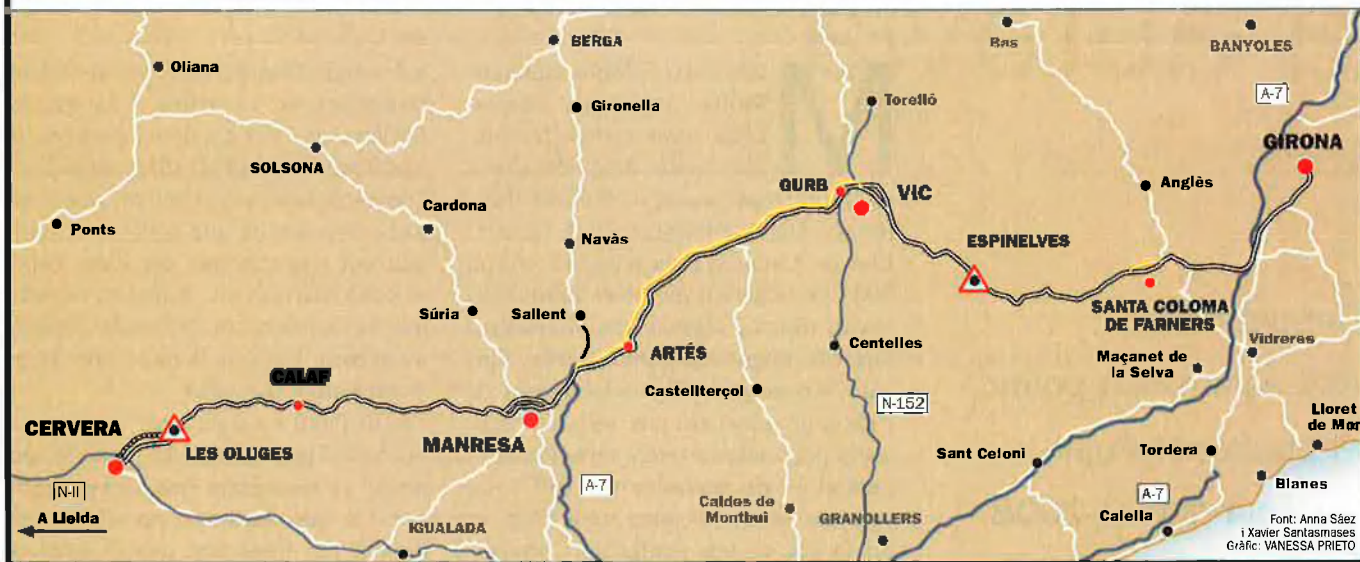 BERGA
Ras
BANYOLES
Oliana
A-7
Gironella
Torelló
GIRONA
SOLSONA
GURB
VIC
Anglès
Cardona
Ponts
Navàs
ESPINELVES
Súria
Sallent
SANTA COLOMA
DE FARNERS
ARTÉS
Centelles
Vidreres
Maçanet de
la Selva
CALAF
Castellterçol
CERVERA
LES OLUGES
MANRESA
N-152
Lloret
de Mar
Sant Celoni
Tordera
N-II
A-7
A-7
Blanes
A Lleida
Caldes de
Montbui
GRANOLLERS
Calella
IGUALADA
Font: Anna Sáez
i Xavier Santasmases
Gràfic: VANESSA PRIETO